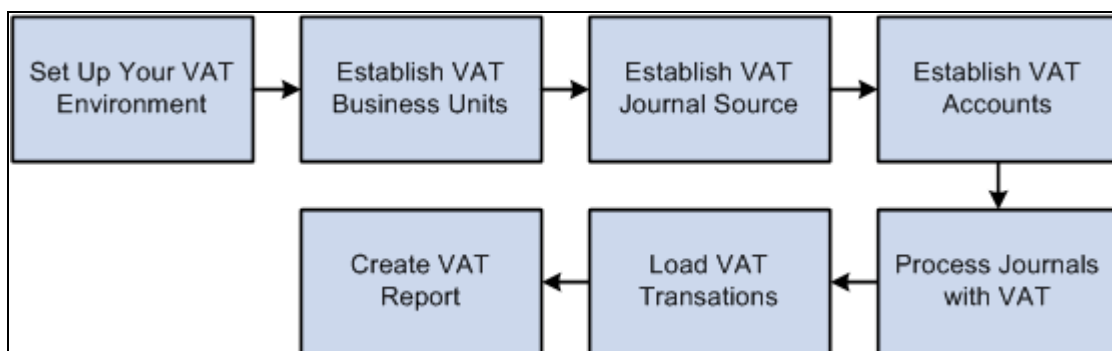 Set Up Your VAT
Environment
Establish VAT
Business Units
Establish VAT
Journal Source
Establish VAT
Accounts
Process Journals
with VAT
Load VAT
Transations
Create VAT
Report